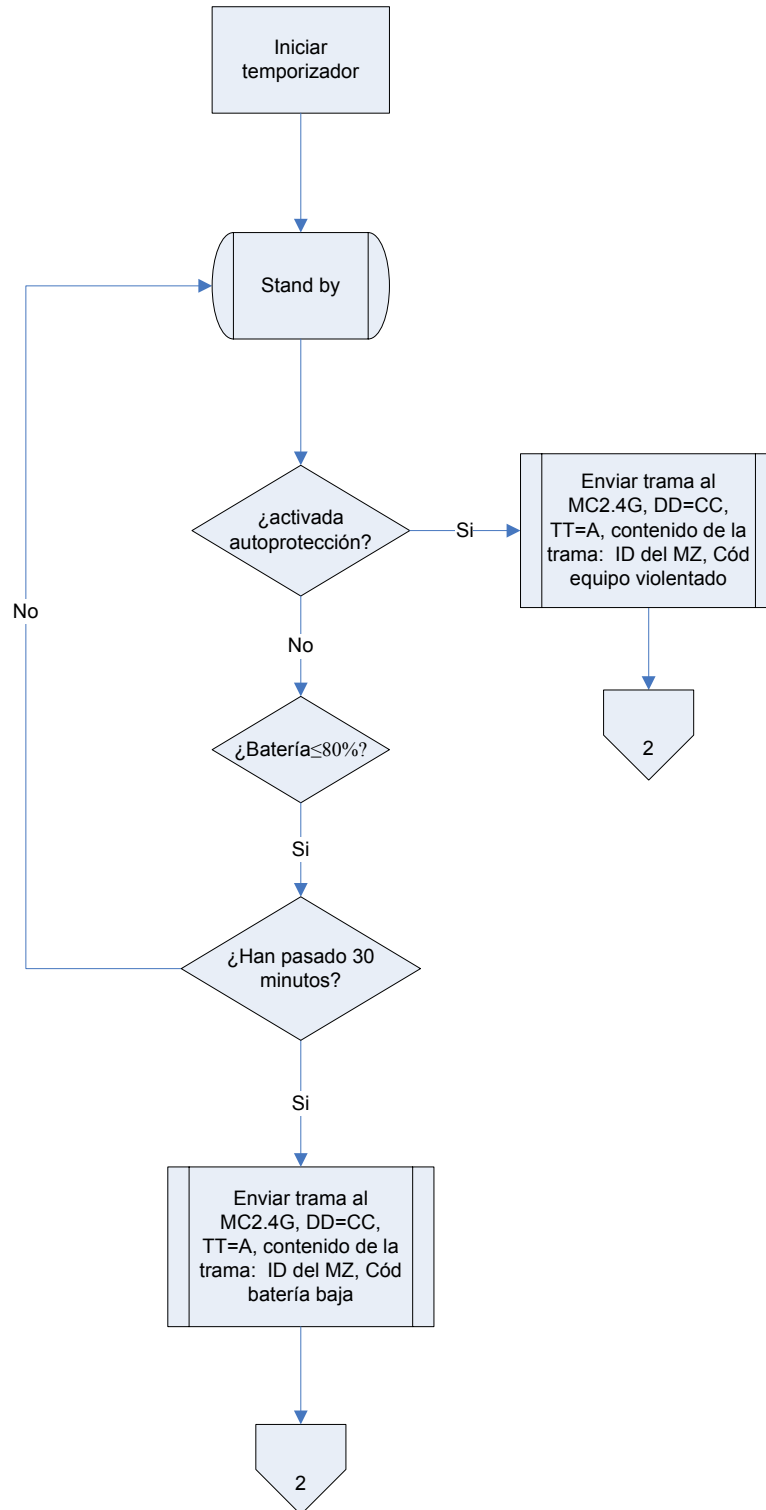 Iniciar
temporizador
Stand by
¿activada
autoprotección?
Si
Enviar trama al
MC2.4G, DD=CC,
TT=A, contenido de la
trama:  ID del MZ, Cód
equipo violentado
2
No
No
¿Batería≤80%?
Si
¿Han pasado 30
minutos?
Si
Enviar trama al
MC2.4G, DD=CC,
TT=A, contenido de la
trama:  ID del MZ, Cód
batería baja
2